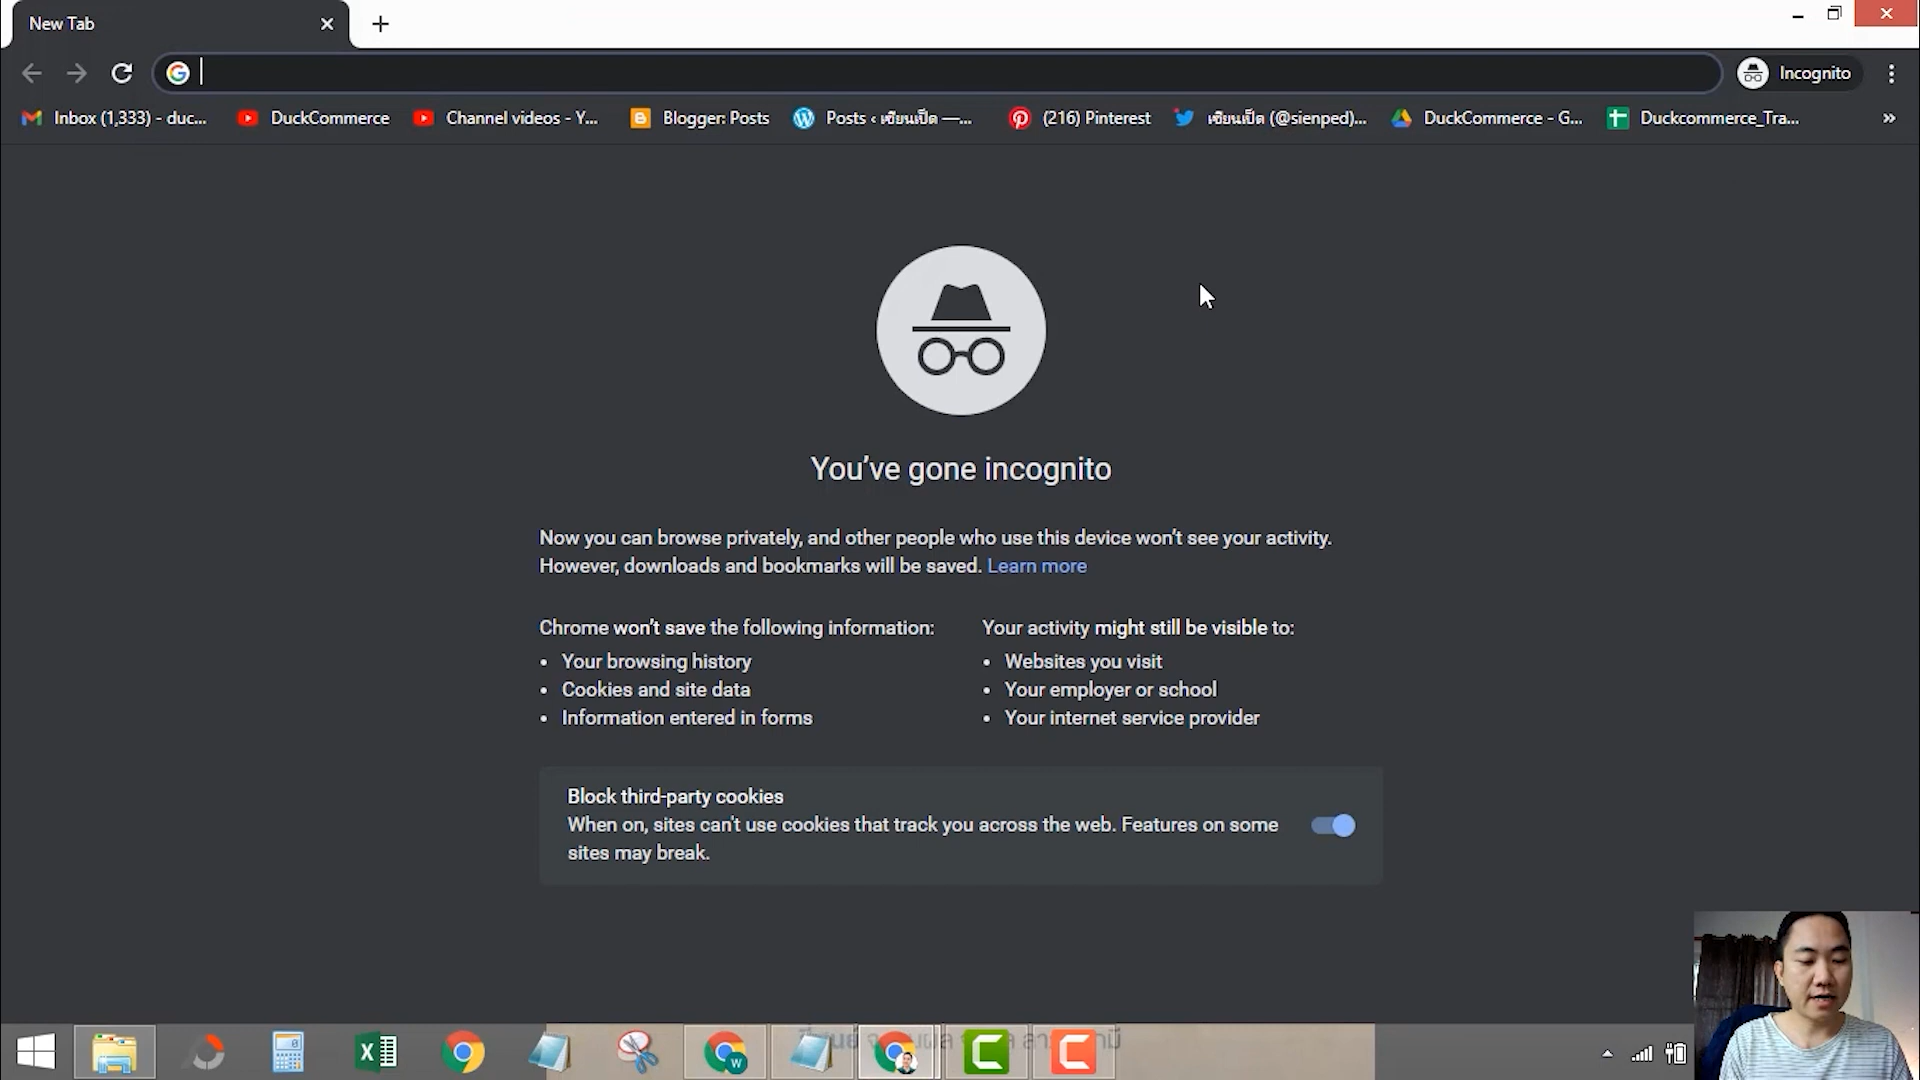 New Tab
Incognito
Inbox (1,333) - duc...
DuckCommerce
Channel videos - Y...
Blogger: Posts
Posts ‹ เซียนเป็ด —...
(216) Pinterest
เซียนเป็ด (@sienped)...
DuckCommerce - G...
Duckcommerce_Tra...
You've gone incognito
Now you can browse privately, and other people who use this device won't see your activity.
However, downloads and bookmarks will be saved. Learn more
Chrome won't save the following information:
Your browsing history
Cookies and site data
Information entered in forms
Your activity might still be visible to:
Websites you visit
Your employer or school
Your internet service provider
Block third-party cookies
When on, sites can't use cookies that track you across the web. Features on some
sites may break.